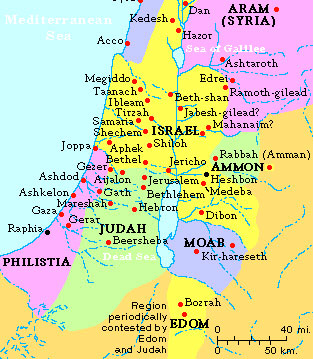 Dan
Kedesh
ARAM
(SYRIA)
Mediterranean
Sea
Hazor
Acco
Sea of Galilee
Ashtaroth
Megiddo
Edrei
Taanach
Ramoth-gilead
Ibleam
Beth-shan
Tirzah
Jabesh-gilead?
Samaria
Mahanaim?
Shechem
ISRAEL
Joppa
Aphek
Shiloh
Bethel
Rabbah (Amman)
Gezer
Jericho
AMMON
Ashdod
Aijalon
Jerusalem
Heshbon
Ashkelon
Gath
Bethlehem
Medeba
Mareshah
Gaza
Hebron
Dibon
Gerar
Raphia
JUDAH
Beersheba
MOAB
Dead Sea
Kir-hareseth
PHILISTIA
Region
periodically
contested by
Edom
and Judah
Bozrah
EDOM
0 40 mi.
0 50 km.